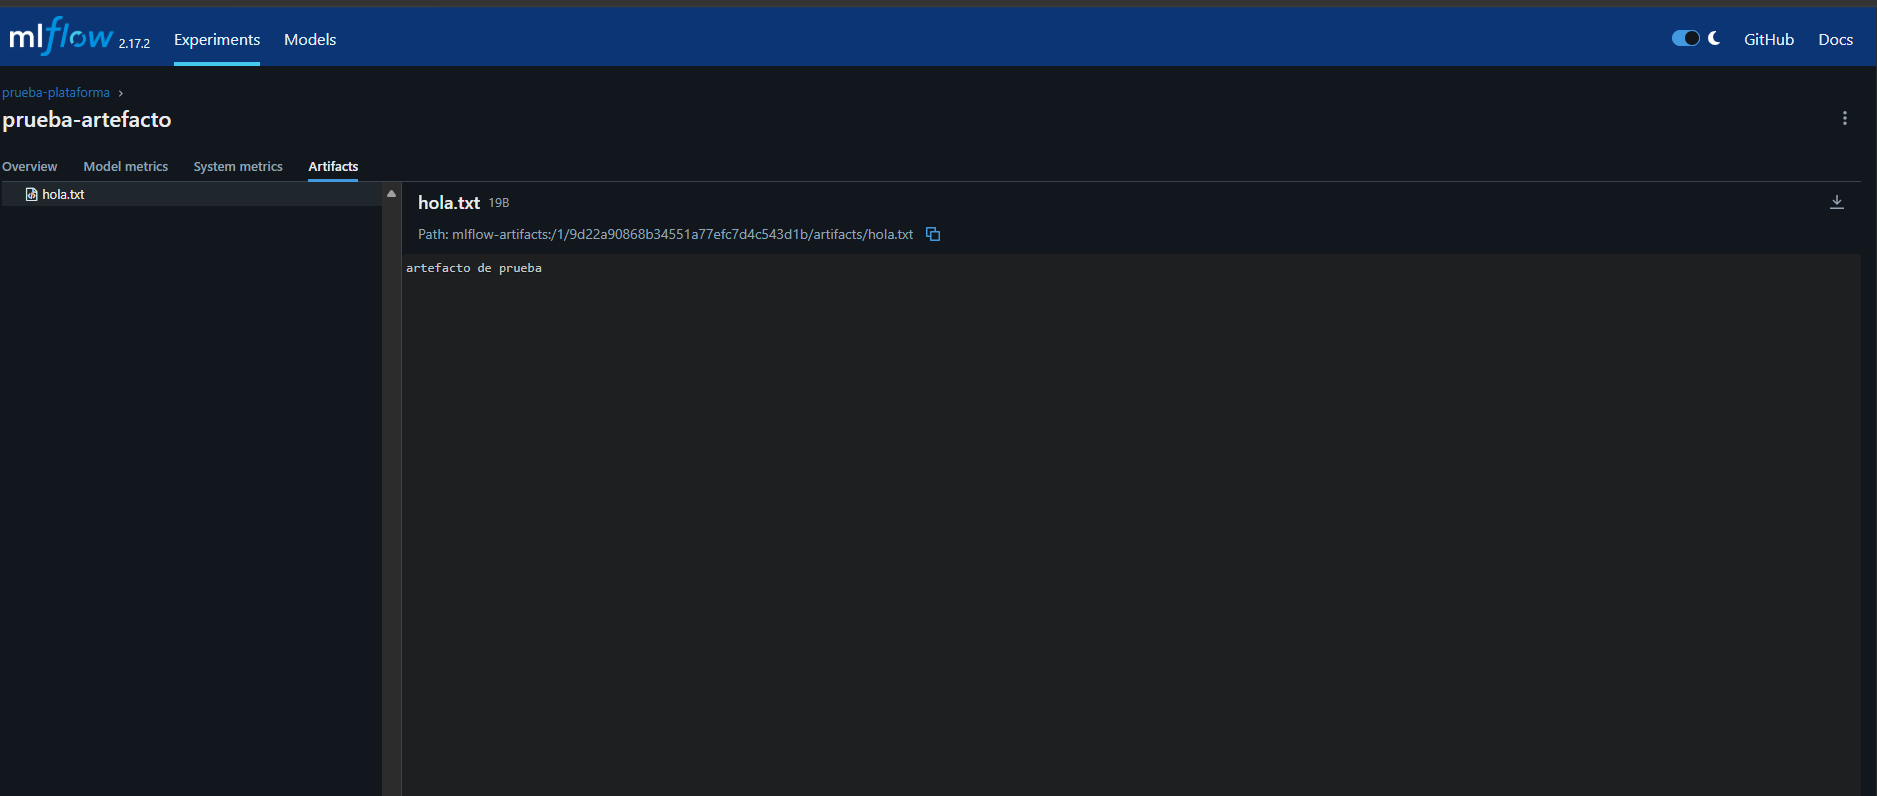 mlflow 2.17.2 Experiments Models GitHub Docs
prueba-plataforma
prueba-artefacto
Overview Model metrics System metrics Artifacts
hola.txt
hola.txt 19B
Path: mlflow-artifacts:/1/9d22a90868b34551a77efc7d4c543d1b/artifacts/hola.txt
artefacto de prueba